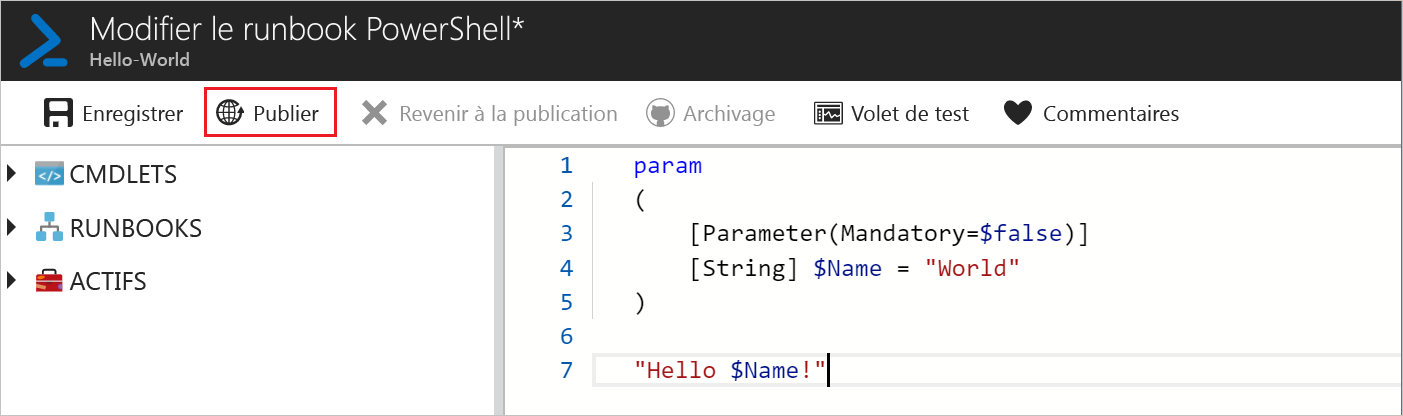 Modifier le runbook PowerShell*
Hello-World
Enregistrer Publier Revenir à la publication Archivage Volet de test Commentaires
CMDLETS
RUNBOOKS
ACTIFS
1 param
2 (
3 [Parameter(Mandatory=$false)]
4 [String] $Name = "World"
5 )
6
7 "Hello $Name!"